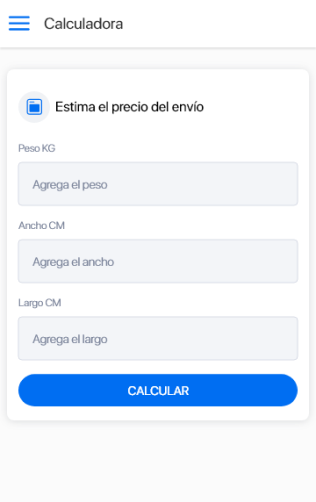 Calculadora
Estima el precio del envío
Peso KG
Agrega el peso
Ancho CM
Agrega el ancho
Largo CM
Agrega el largo
CALCULAR